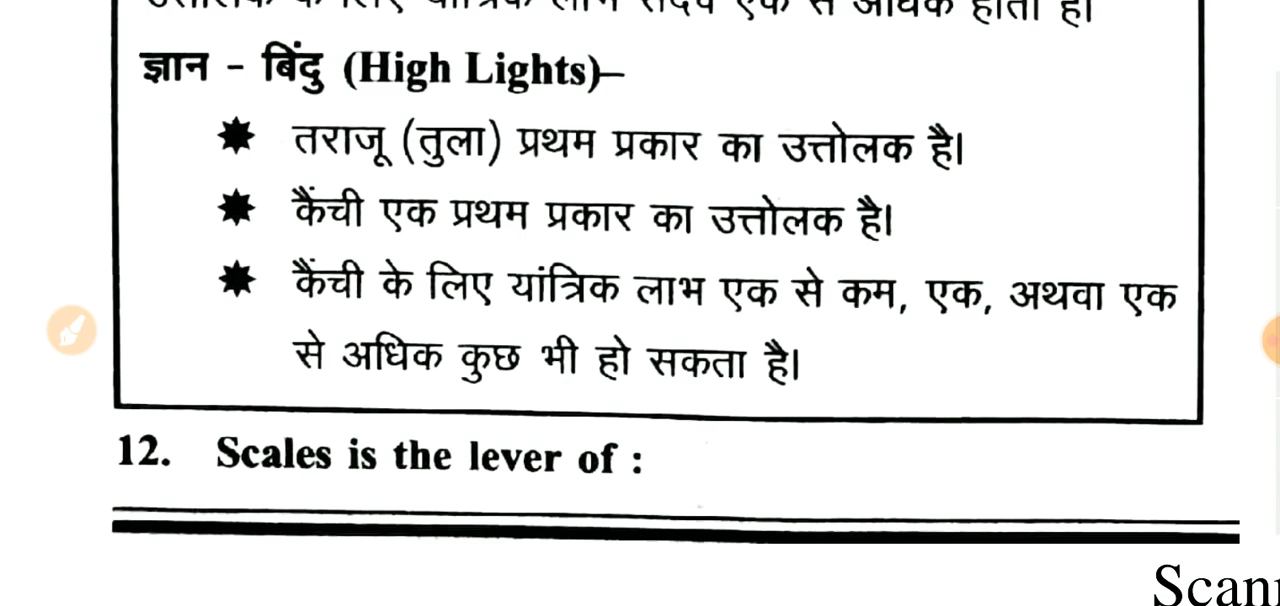 ज्ञान - बिंदु (High Lights)–
तराजू (तुला) प्रथम प्रकार का उत्तोलक है।
कैंची एक प्रथम प्रकार का उत्तोलक है।
कैंची के लिए यांत्रिक लाभ एक से कम, एक, अथवा एक
से अधिक कुछ भी हो सकता है।
12. Scales is the lever of :